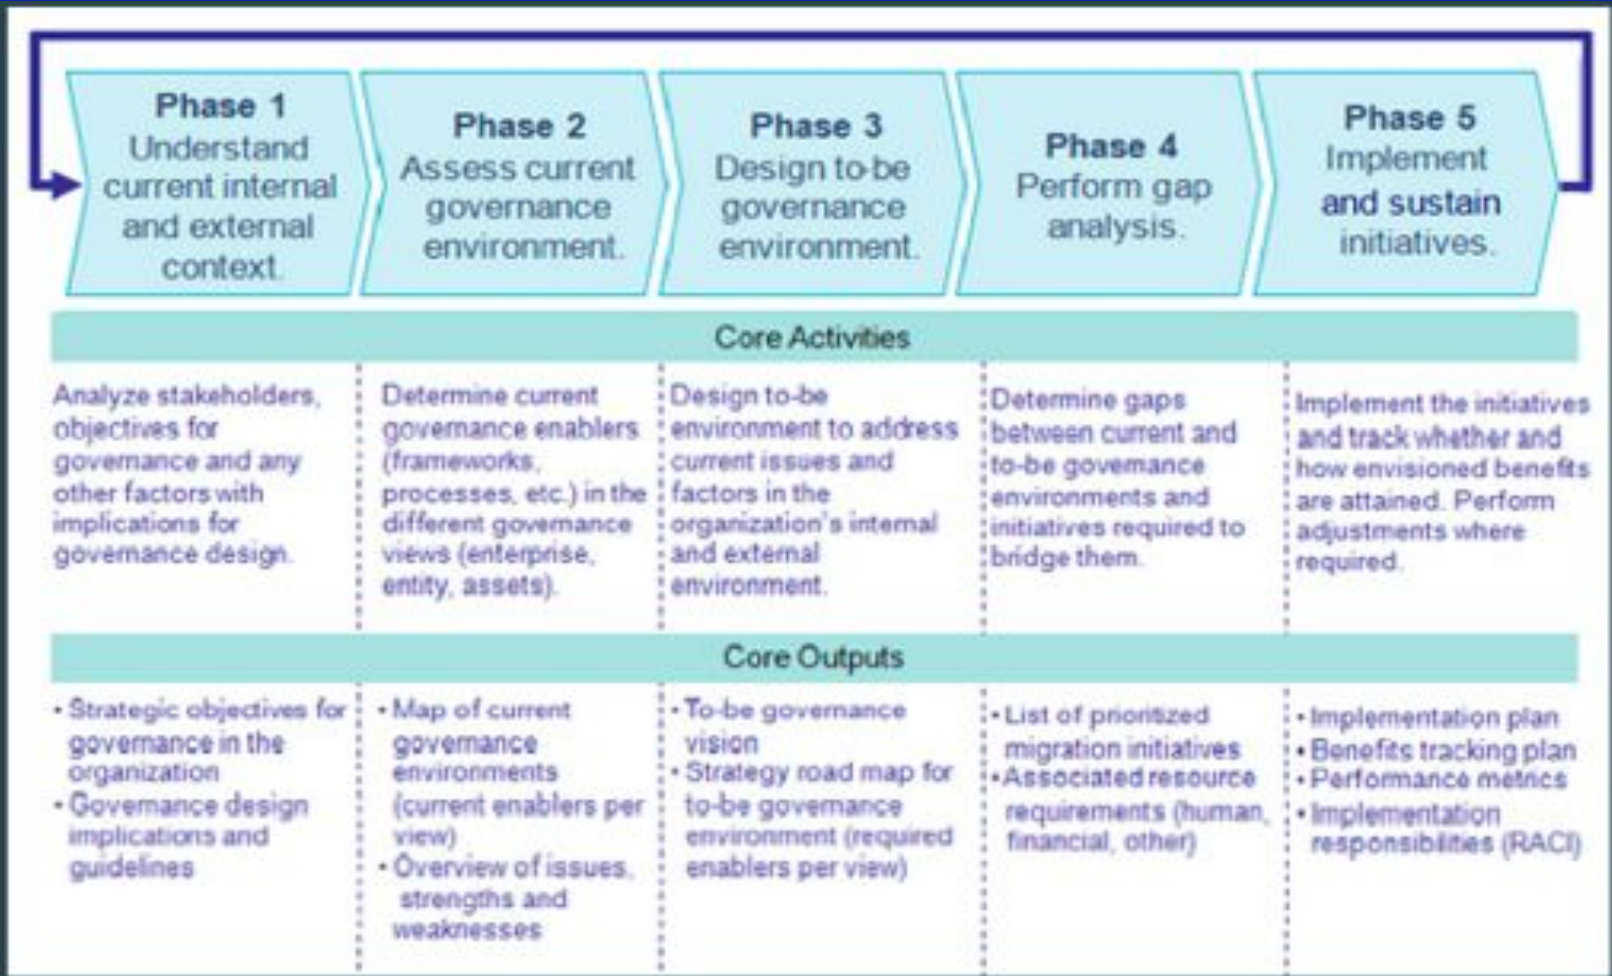 Phase 1
Understand
current internal
and external
context.
Phase 2
Assess current
governance
environment.
Phase 3
Design to-be
governance
environment.
Phase 4
Perform gap
analysis.
Phase 5
Implement
and sustain
initiatives.
Core Activities
Analyze stakeholders,
objectives for
governance and any
other factors with
implications for
governance design.
Determine current
governance enablers
(frameworks,
processes, etc.) in the
different governance
views (enterprise,
entity, assets).
Design to-be
environment to address
current issues and
factors in the
organization's internal
and external
environment.
Determine gaps
between current and
to-be governance
environments and
initiatives required to
bridge them.
Implement the initiatives
and track whether and
how envisioned benefits
are attained. Perform
adjustments where
required.
Core Outputs
• Strategic objectives for
governance in the
organization
• Governance design
implications and
guidelines
• Map of current
governance
environments
(current enablers per
view)
• Overview of issues,
strengths and
weaknesses
• To-be governance
vision
• Strategy road map for
to-be governance
environment (required
enablers per view)
• List of prioritized
migration initiatives
• Associated resource
requirements (human,
financial, other)
• Implementation plan
• Benefits tracking plan
• Performance metrics
• Implementation
responsibilities (RACI)